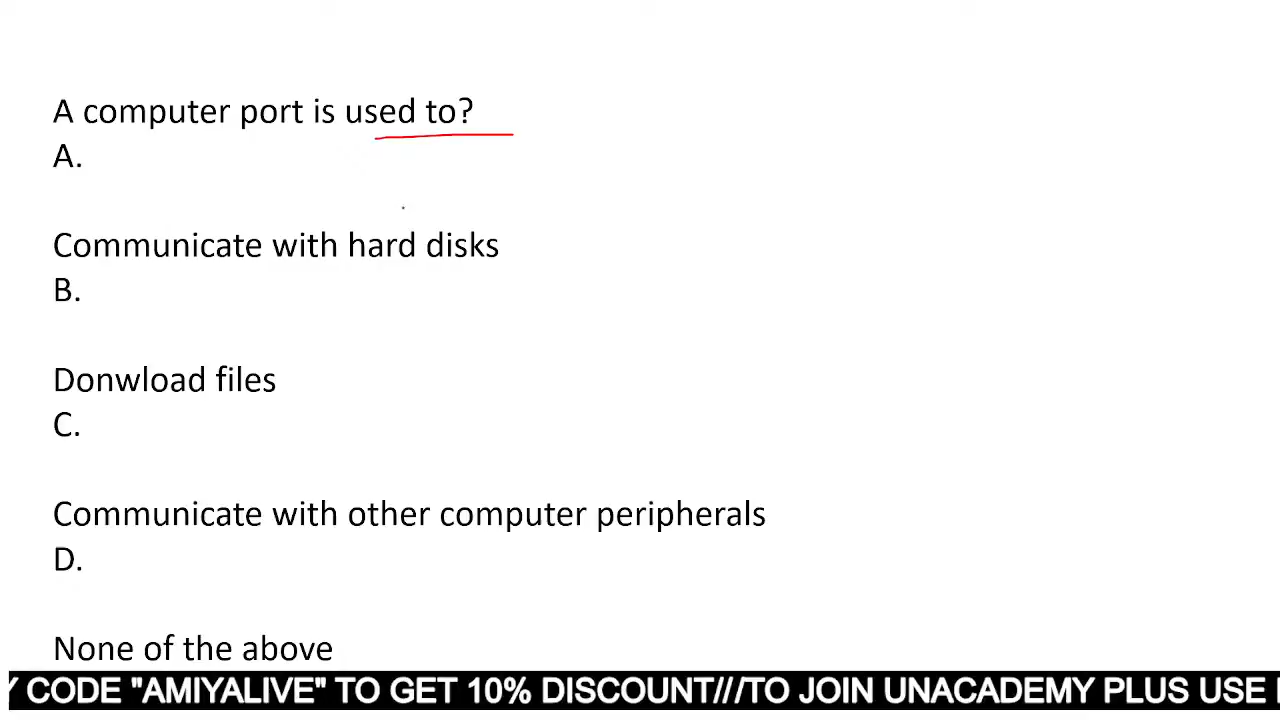 A computer port is used to?
A.
Communicate with hard disks
B.
Donwload files
C.
Communicate with other computer peripherals
D.
None of the above
CODE "AMIYALIVE" TO GET 10% DISCOUNT///TO JOIN UNACADEMY PLUS USE